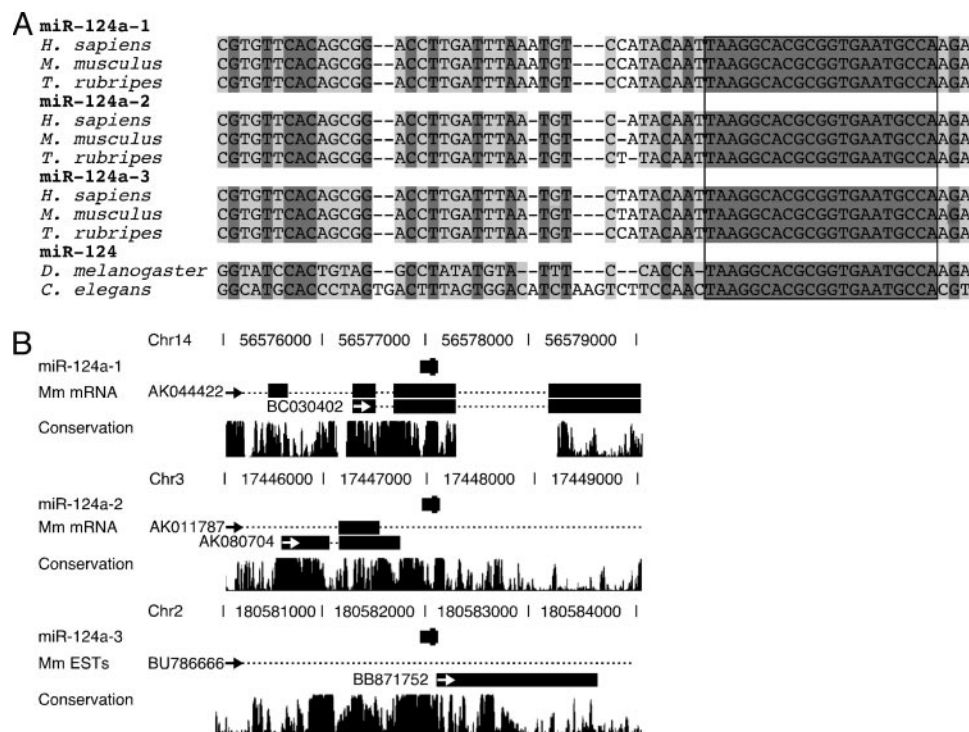 A
miR-124a-1
H. sapiens CGTGTTCACAGCGG--ACCTTGATTTAAATGT---CCATACAATTAAGGCACGCGGTGAATGCCAAGA
M. musculus CGTGTTCACAGCGG--ACCTTGATTTAAATGT---CCATACAATTAAGGCACGCGGTGAATGCCAAGA
T. rubripes CGTGTTCACAGCGG--ACCTTGATTTAAATGT---CCATACAATTAAGGCACGCGGTGAATGCCAAGA
miR-124a-2
H. sapiens CGTGTTCACAGCGG--ACCTTGATTTAA-TGT---C-ATACAATTAAGGCACGCGGTGAATGCCAAGA
M. musculus CGTGTTCACAGCGG--ACCTTGATTTAA-TGT---C-ATACAATTAAGGCACGCGGTGAATGCCAAGA
T. rubripes CGTGTTCACAGCGG--ACCTTGATTTAA-TGT---CT-TACAATTAAGGCACGCGGTGAATGCCAAGA
miR-124a-3
H. sapiens CGTGTTCACAGCGG--ACCTTGATTTAA-TGT---CTATACAATTAAGGCACGCGGTGAATGCCAAGA
M. musculus CGTGTTCACAGCGG--ACCTTGATTTAA-TGT---CTATACAATTAAGGCACGCGGTGAATGCCAAGA
T. rubripes CGTGTTCACAGCGG--ACCTTGATTTAA-TGT---CCATACAATTAAGGCACGCGGTGAATGCCAAGA
miR-124
D. melanogaster GGTATCCACTGTAG--GCCTATATGTA--TTT---C--CACCA-TAAGGCACGCGGTGAATGCCAAGA
C. elegans GGCATGCACCCTAGTGACTTTAGTGGACATCTAAGTCTTCCAACTAAGGCACGCGGTGAATGCCACGT
B
Chr14 | 56576000 | 56577000 | 56578000 | 56579000 |
miR-124a-1
Mm mRNA AK044422
BC030402
Conservation
Chr3 | 17446000 | 17447000 | 17448000 | 17449000 |
miR-124a-2
Mm mRNA AK011787
AK080704
Conservation
Chr2 | 180581000 | 180582000 | 180583000 | 180584000 |
miR-124a-3
Mm ESTs BU786666
BB871752
Conservation